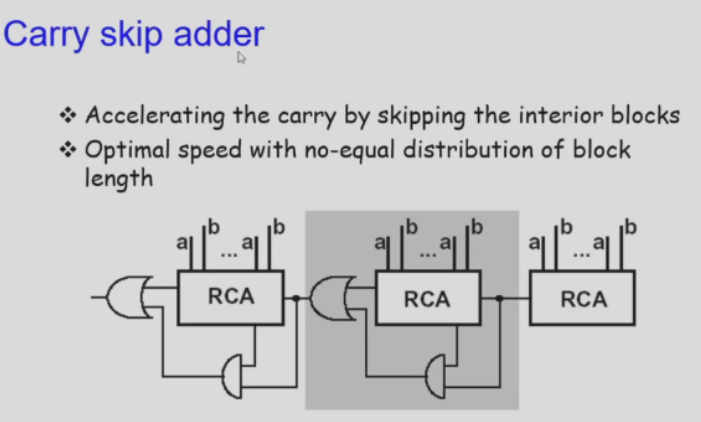 Carry skip adder
❖ Accelerating the carry by skipping the interior blocks
❖ Optimal speed with no-equal distribution of block
length
a b ... a b a b ... a b a b ... a b
RCA RCA RCA